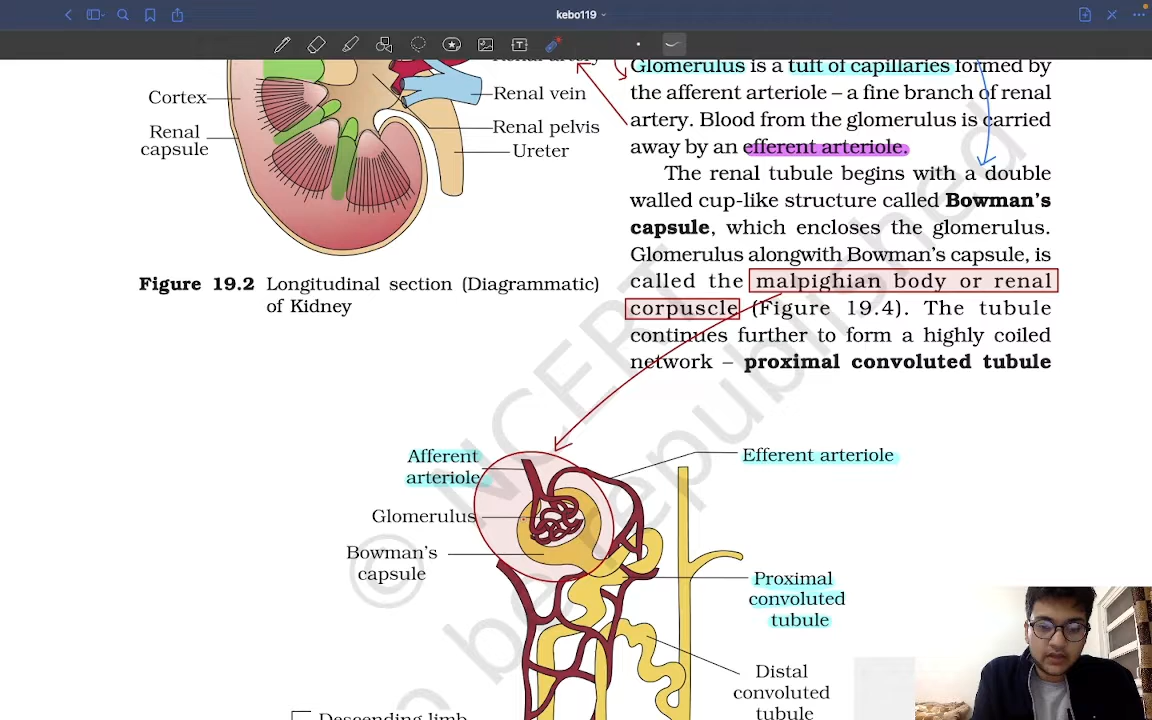 kebo119
Cortex
Renal vein
Renal capsule
Renal pelvis
Ureter
Figure 19.2 Longitudinal section (Diagrammatic)
of Kidney
Glomerulus is a tuft of capillaries formed by
the afferent arteriole – a fine branch of renal
artery. Blood from the glomerulus is carried
away by an efferent arteriole.
The renal tubule begins with a double
walled cup-like structure called Bowman's
capsule, which encloses the glomerulus.
Glomerulus alongwith Bowman's capsule, is
called the malpighian body or renal
corpuscle (Figure 19.4). The tubule
continues further to form a highly coiled
network – proximal convoluted tubule
Afferent
arteriole
Efferent arteriole
Glomerulus
Bowman's
capsule
Proximal
convoluted
tubule
Distal
convoluted
tubule
Descending limb
© NCERT
be republished